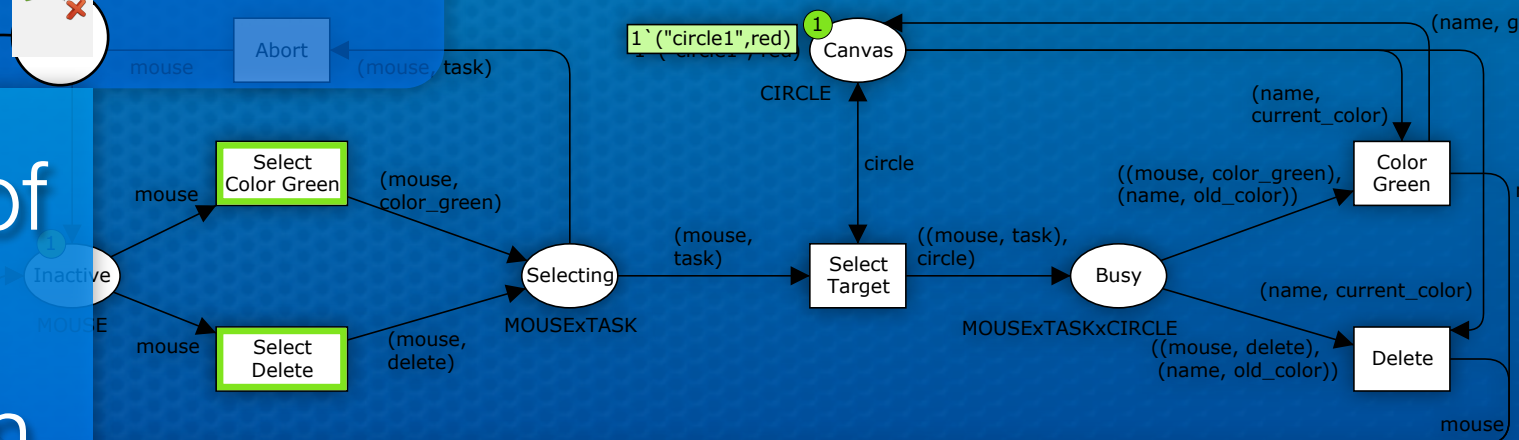 Abort
mouse
(mouse, task)
1`("circle1",red)
1
Canvas
CIRCLE
(name, g
(name,
current_color)
circle
Select
Color Green
mouse
(mouse,
color_green)
of
1
Inactive
MOUSE
mouse
Select
Delete
(mouse,
delete)
Selecting
MOUSExTASK
(mouse,
task)
Select
Target
((mouse, task),
circle)
Busy
MOUSExTASKxCIRCLE
((mouse, color_green),
(name, old_color))
Color
Green
(name, current_color)
((mouse, delete),
(name, old_color))
Delete
mouse